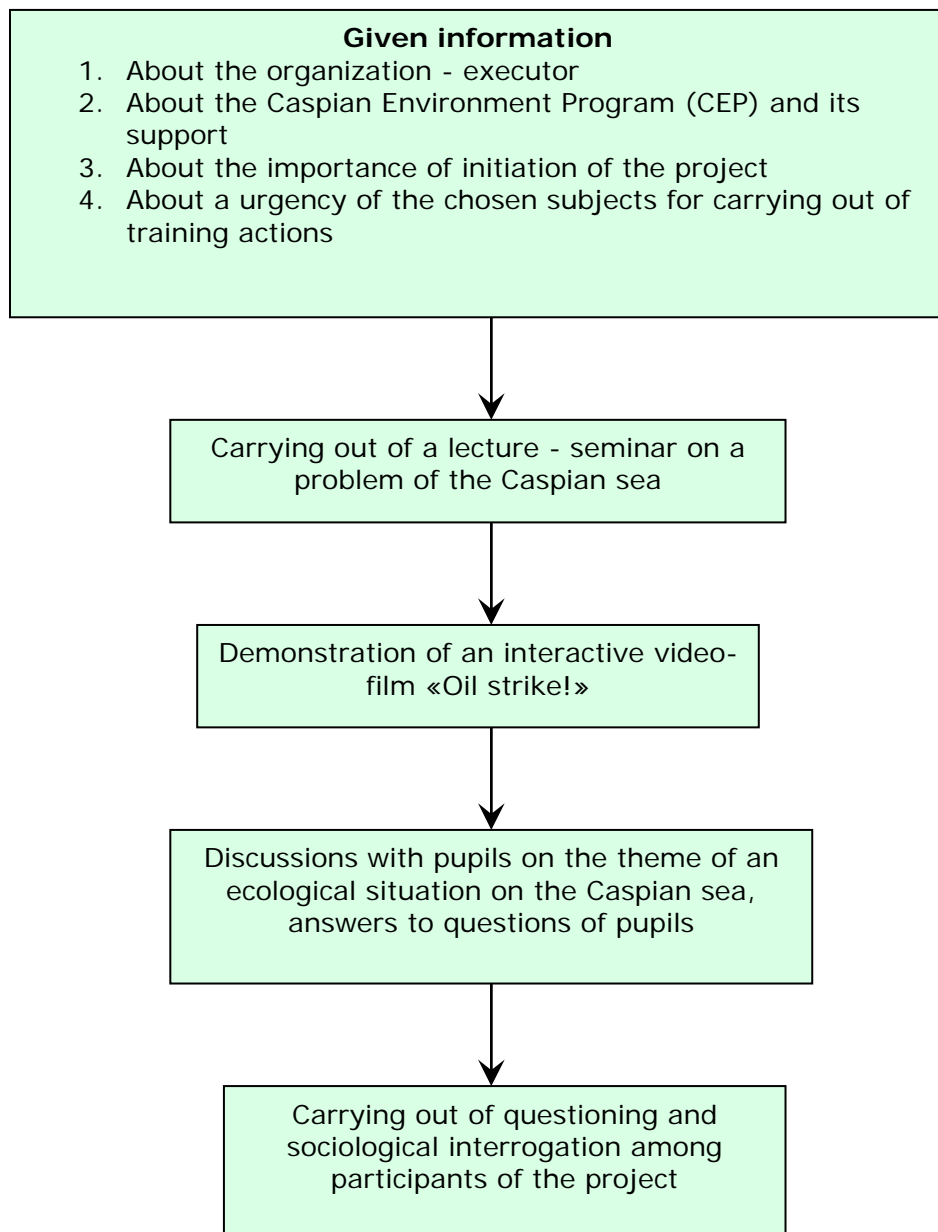 Given information
1. About the organization - executor
2. About the Caspian Environment Program (CEP) and its
support
3. About the importance of initiation of the project
4. About a urgency of the chosen subjects for carrying out of
training actions
Carrying out of a lecture - seminar on a
problem of the Caspian sea
Demonstration of an interactive video-
film «Oil strike!»
Discussions with pupils on the theme of an
ecological situation on the Caspian sea,
answers to questions of pupils
Carrying out of questioning and
sociological interrogation among
participants of the project